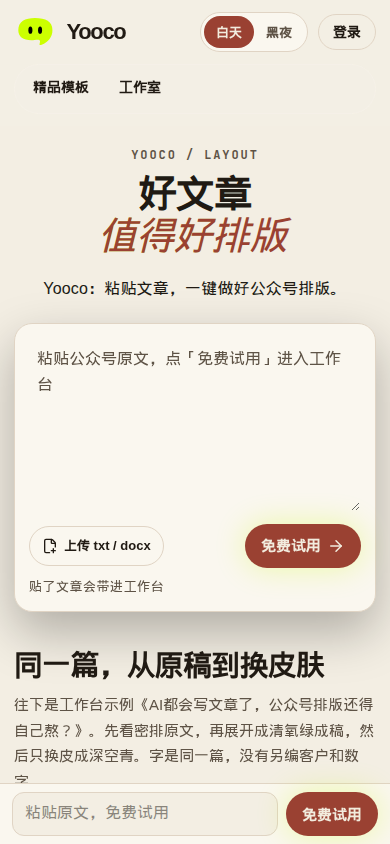 Yooco
白天 黑夜 登录
精品模板 工作室
YOOCO / LAYOUT
好文章
值得好排版
Yooco：粘贴文章，一键做好公众号排版。
粘贴公众号原文，点「免费试用」进入工作
台
上传 txt / docx
免费试用 →
贴了文章会带进工作台
同一篇，从原稿到换皮肤
往下是工作台示例《AI都会写文章了，公众号排版还得
自己熬？》。先看密排原文，再展开成清氧绿成稿，然
后只换皮成深空青。字是同一篇，没有另编客户和数
字
粘贴原文，免费试用
免费试用